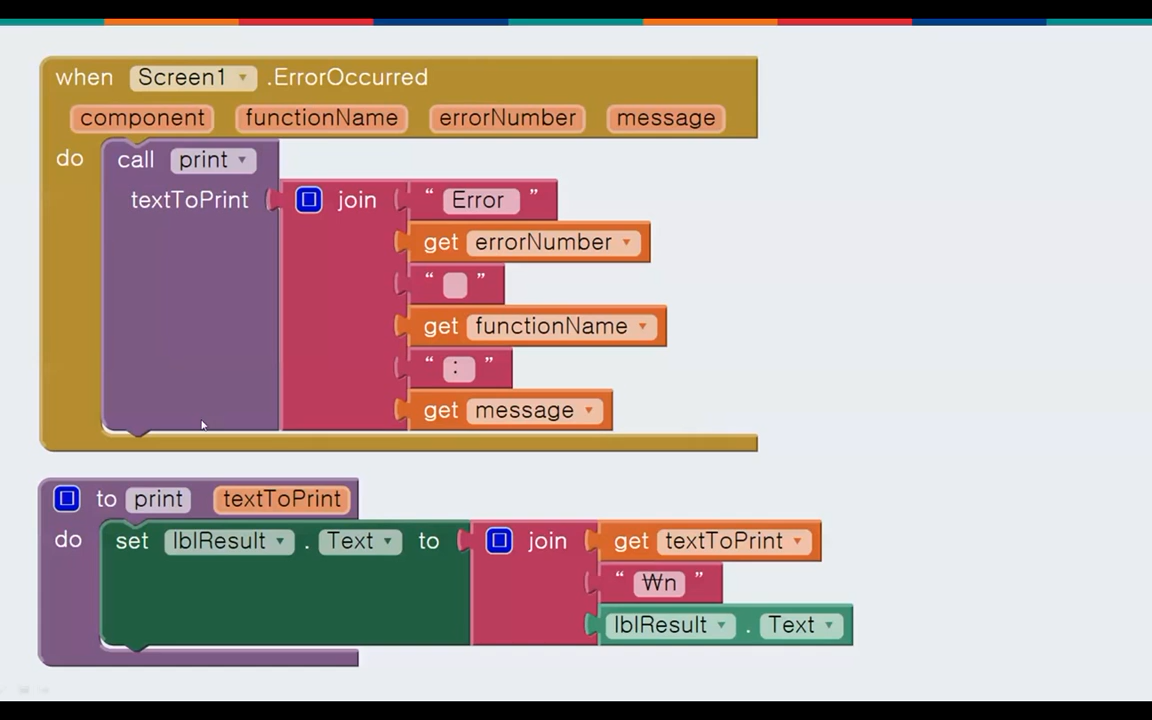 when Screen1 .ErrorOccurred
component functionName errorNumber message
do call print
textToPrint join “ Error ”
get errorNumber
“ ”
get functionName
“ : ”
get message
to print textToPrint
do set lblResult . Text to join get textToPrint
“ ₩n ”
lblResult . Text